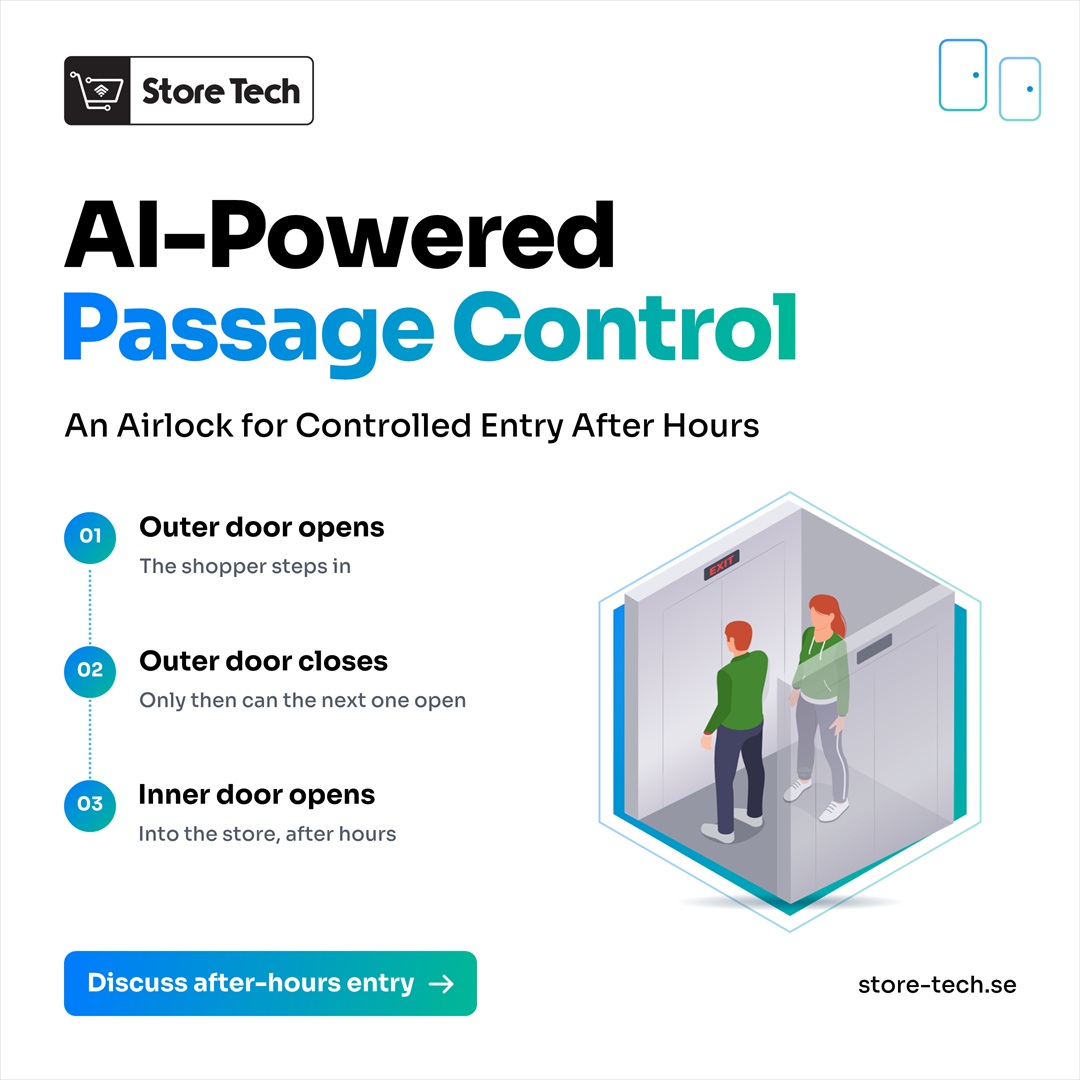 Store Tech
AI-Powered
Passage Control
An Airlock for Controlled Entry After Hours
01
Outer door opens
The shopper steps in
02
Outer door closes
Only then can the next one open
03
Inner door opens
Into the store, after hours
EXIT
Discuss after-hours entry →
store-tech.se